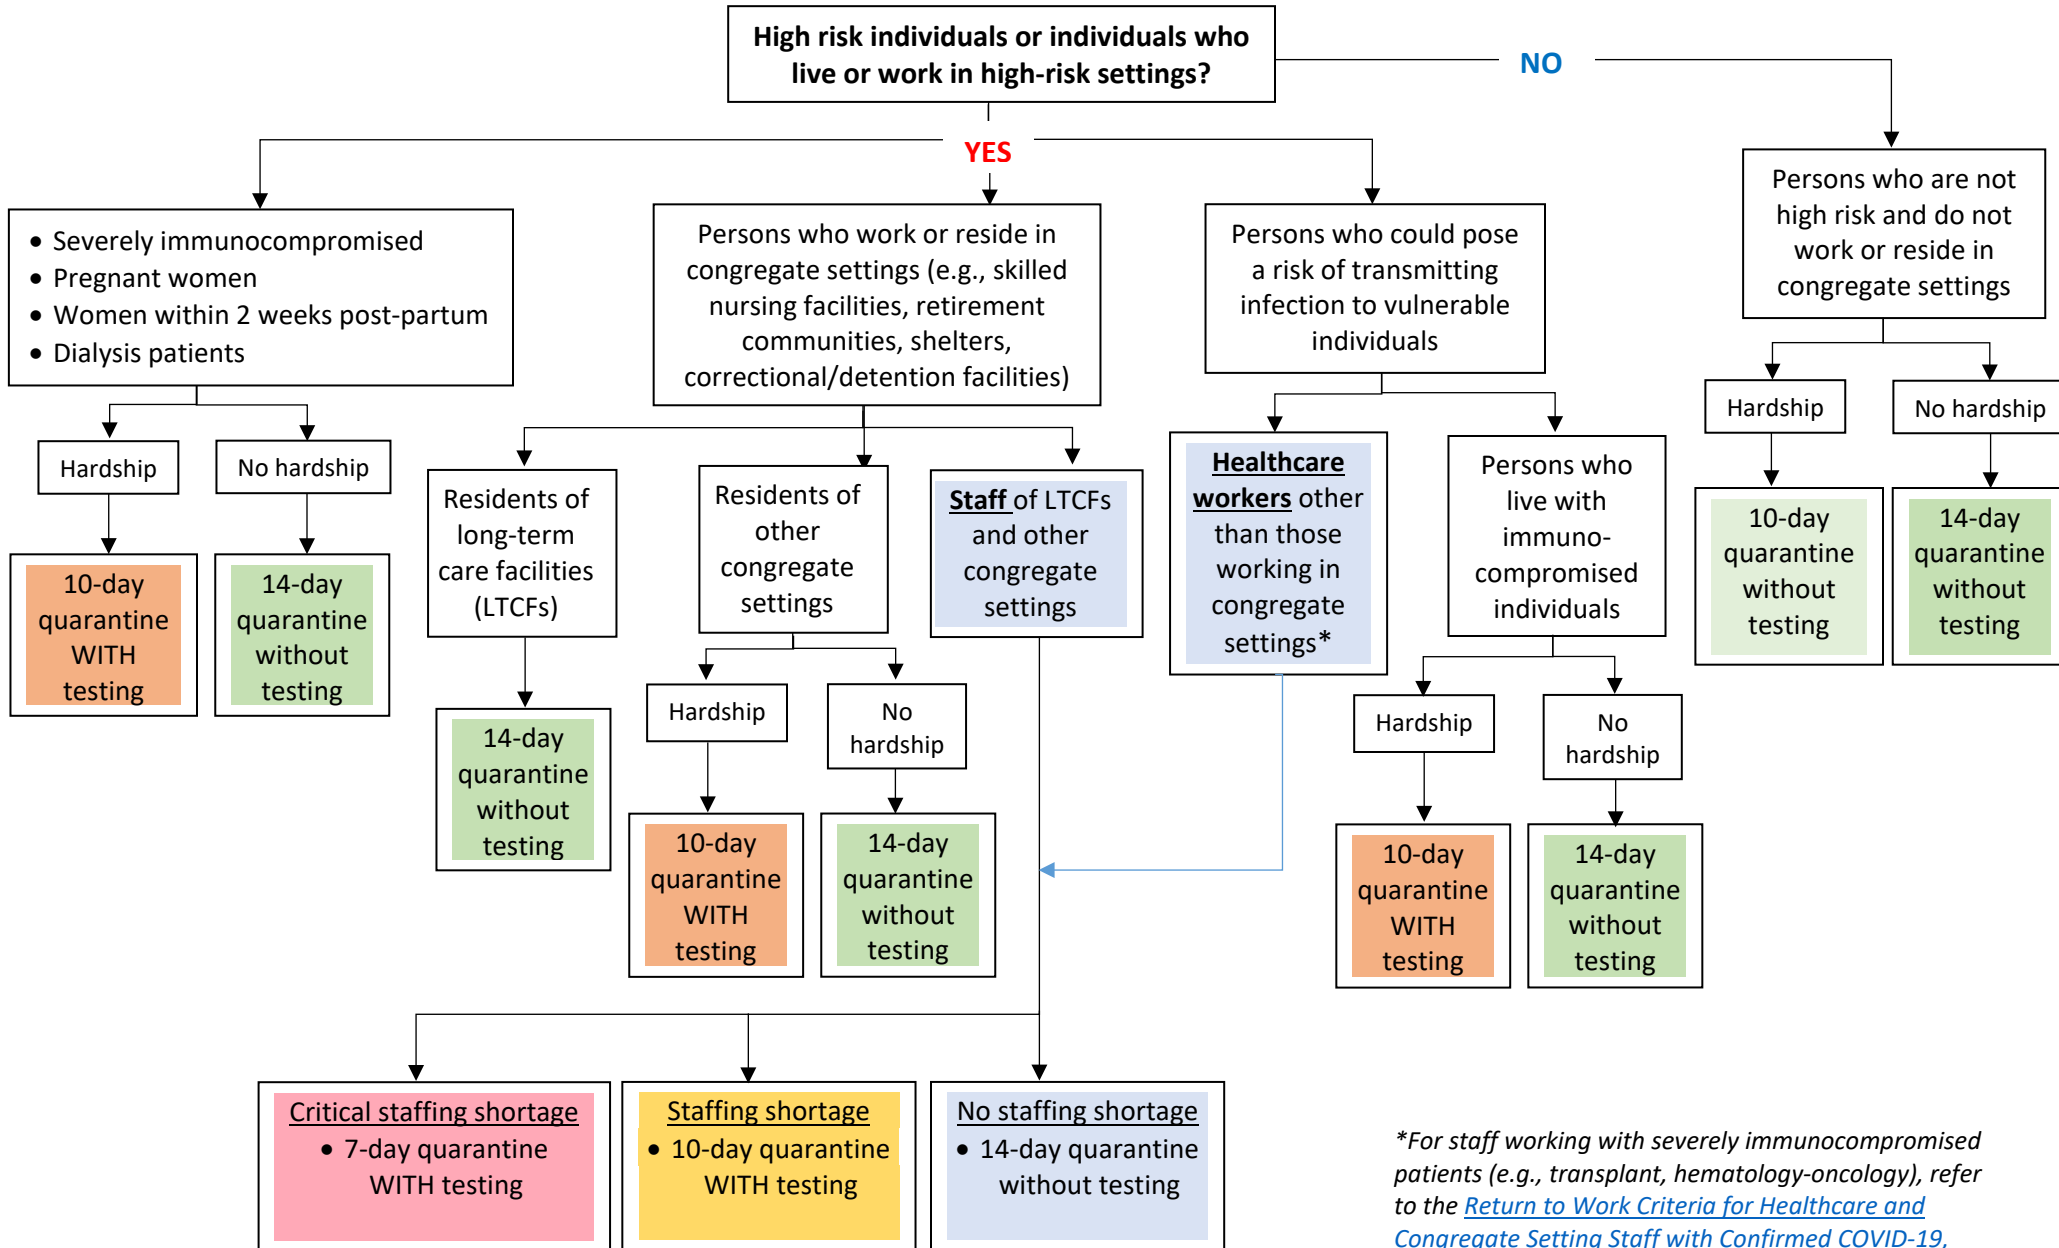 High risk individuals or individuals who
live or work in high-risk settings?
NO
YES
• Severely immunocompromised
• Pregnant women
• Women within 2 weeks post-partum
• Dialysis patients
Persons who work or reside in
congregate settings (e.g., skilled
nursing facilities, retirement
communities, shelters,
correctional/detention facilities)
Persons who could pose
a risk of transmitting
infection to vulnerable
individuals
Persons who are not
high risk and do not
work or reside in
congregate settings
Hardship
No hardship
10-day
quarantine
WITH
testing
14-day
quarantine
without
testing
Residents of
long-term
care facilities
(LTCFs)
14-day
quarantine
without
testing
Residents of
other
congregate
settings
Hardship
No
hardship
10-day
quarantine
WITH
testing
14-day
quarantine
without
testing
Staff of LTCFs
and other
congregate
settings
Healthcare
workers other
than those
working in
congregate
settings*
Persons who
live with
immuno-
compromised
individuals
Hardship
No
hardship
10-day
quarantine
WITH
testing
14-day
quarantine
without
testing
Hardship
No hardship
10-day
quarantine
without
testing
14-day
quarantine
without
testing
Critical staffing shortage
• 7-day quarantine
WITH testing
Staffing shortage
• 10-day quarantine
WITH testing
No staffing shortage
• 14-day quarantine
without testing
*For staff working with severely immunocompromised
patients (e.g., transplant, hematology-oncology), refer
to the Return to Work Criteria for Healthcare and
Congregate Setting Staff with Confirmed COVID-19,